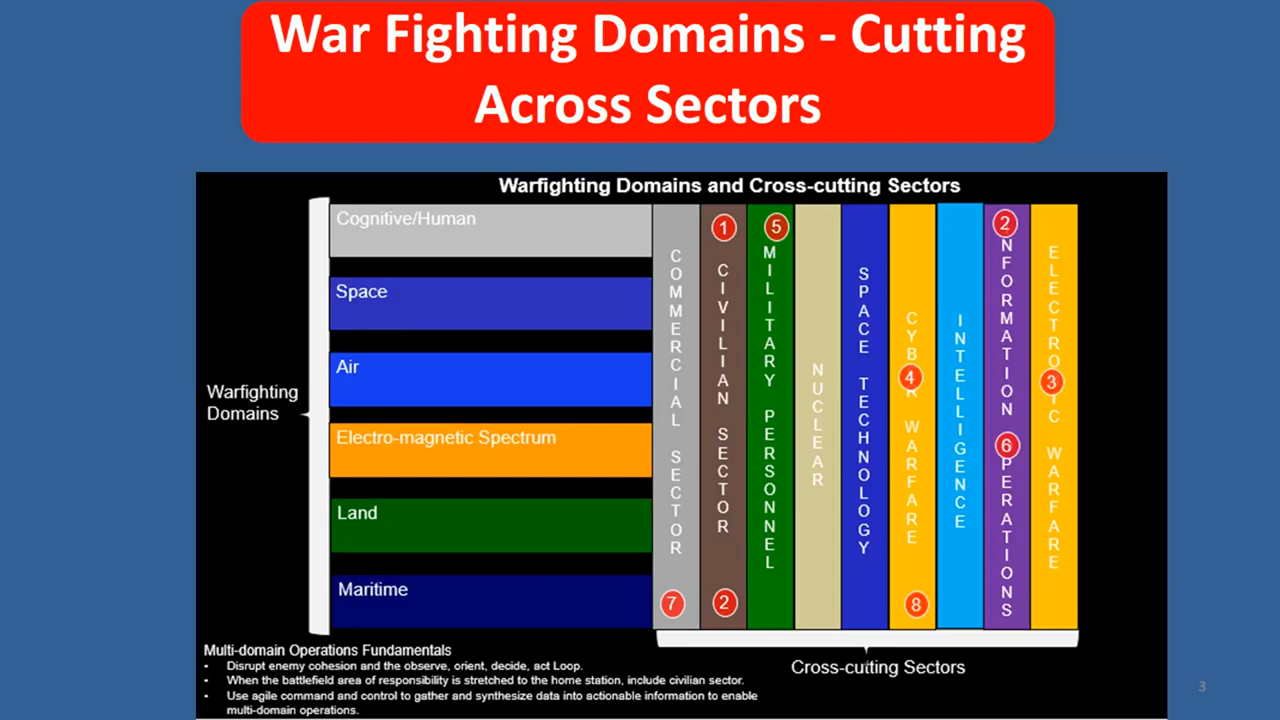 War Fighting Domains - Cutting
Across Sectors
Warfighting Domains and Cross-cutting Sectors
Warfighting
Domains
Cognitive/Human
Space
Air
Electro-magnetic Spectrum
Land
Maritime
COMMERCIAL SECTOR
7
1
CIVILIAN SECTOR
2
5
MILITARY PERSONNEL
NUCLEAR
SPACE TECHNOLOGY
CYBER WARFARE
4
8
INTELLIGENCE
2
INFORMATION OPERATIONS
6
ELECTRONIC WARFARE
3
Cross-cutting Sectors
Multi-domain Operations Fundamentals
• Disrupt enemy cohesion and the observe, orient, decide, act Loop.
• When the battlefield area of responsibility is stretched to the home station, include civilian sector.
• Use agile command and control to gather and synthesize data into actionable information to enable
multi-domain operations.
3